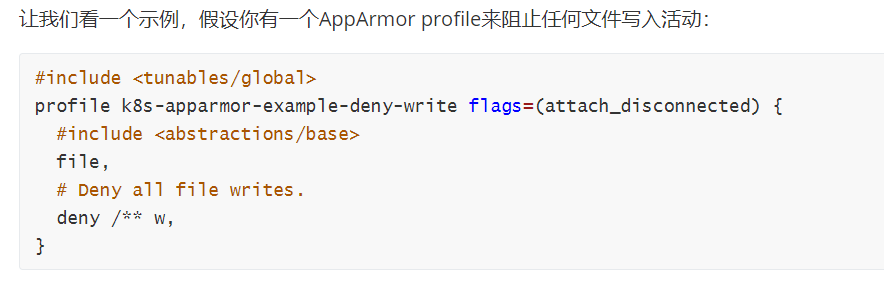 让我们看一个示例，假设你有一个AppArmor profile来阻止任何文件写入活动：
#include <tunables/global>
profile k8s-apparmor-example-deny-write flags=(attach_disconnected) {
  #include <abstractions/base>
  file,
  # Deny all file writes.
  deny /** w,
}